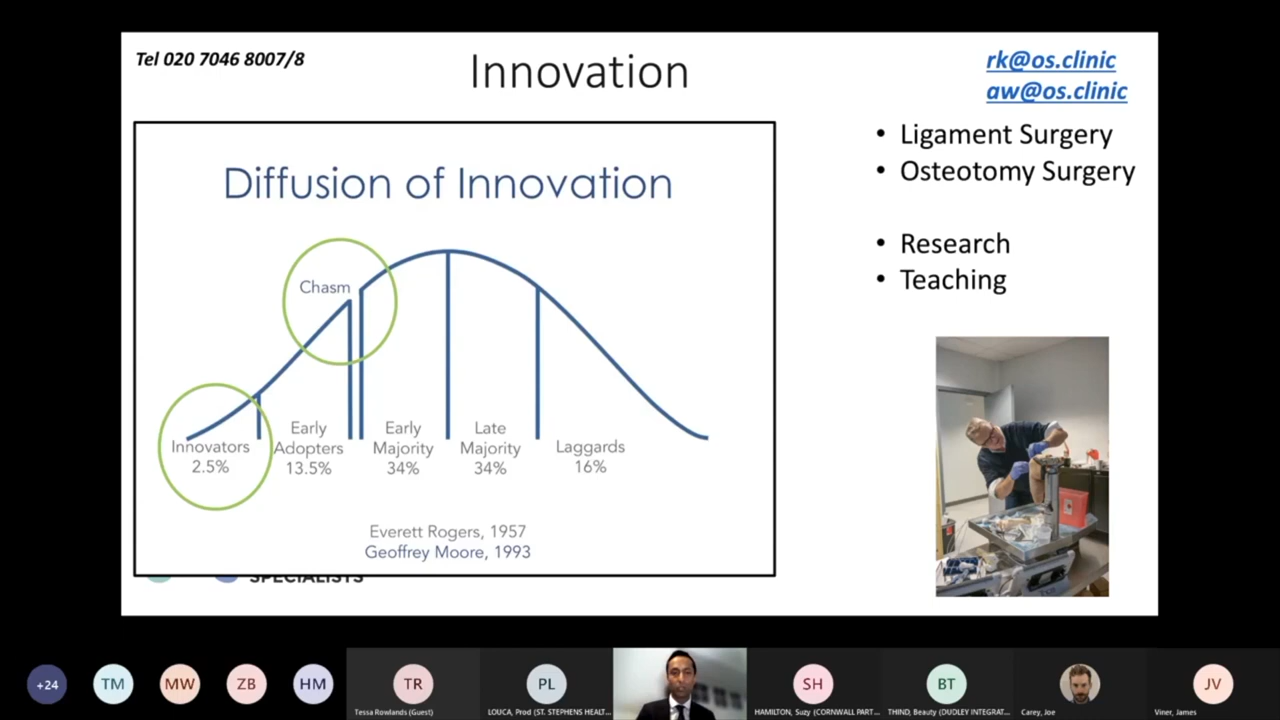 Tel 020 7046 8007/8
Innovation
rk@os.clinic
aw@os.clinic
• Ligament Surgery
• Osteotomy Surgery
• Research
• Teaching
Diffusion of Innovation
Chasm
Innovators
2.5%
Early
Adopters
13.5%
Early
Majority
34%
Late
Majority
34%
Laggards
16%
Everett Rogers, 1957
Geoffrey Moore, 1993
SPECIALISTS
+24
TM
MW
ZB
HM
TR
Tessa Rowlands (Guest)
PL
LOUCA, Prod (ST. STEPHENS HEALT...
SH
HAMILTON, Suzy (CORNWALL PART...
BT
THIND, Beauty (DUDLEY INTEGRAT...
Carey, Joe
JV
Viner, James